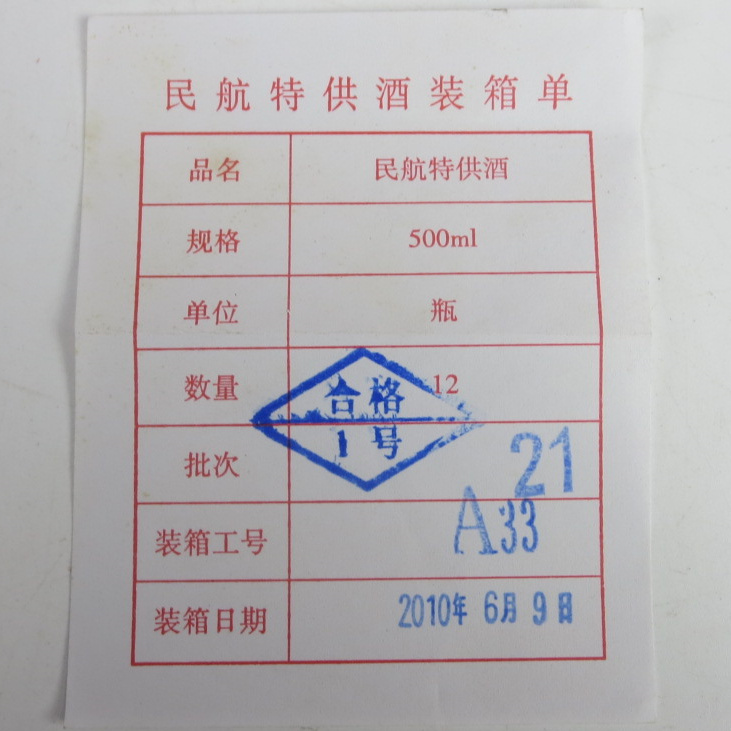 民航特供酒装箱单
品名 民航特供酒
规格 500ml
单位 瓶
数量 12
合格
1号
批次 21
装箱工号 A33
装箱日期 2010年 6月 9日